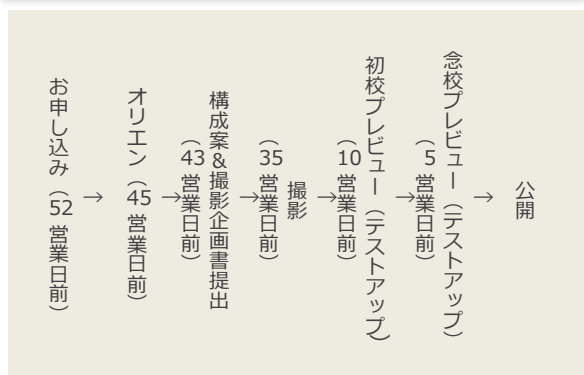 お申し込み（52営業日前）
→
オリエン（45営業日前）
→
構成案&撮影企画書提出
（43営業日前）
→
撮影
（35営業日前）
→
初校プレビュー（テストアップ）
（10営業日前）
→
念校プレビュー（テストアップ）
（5営業日前）
→
公開